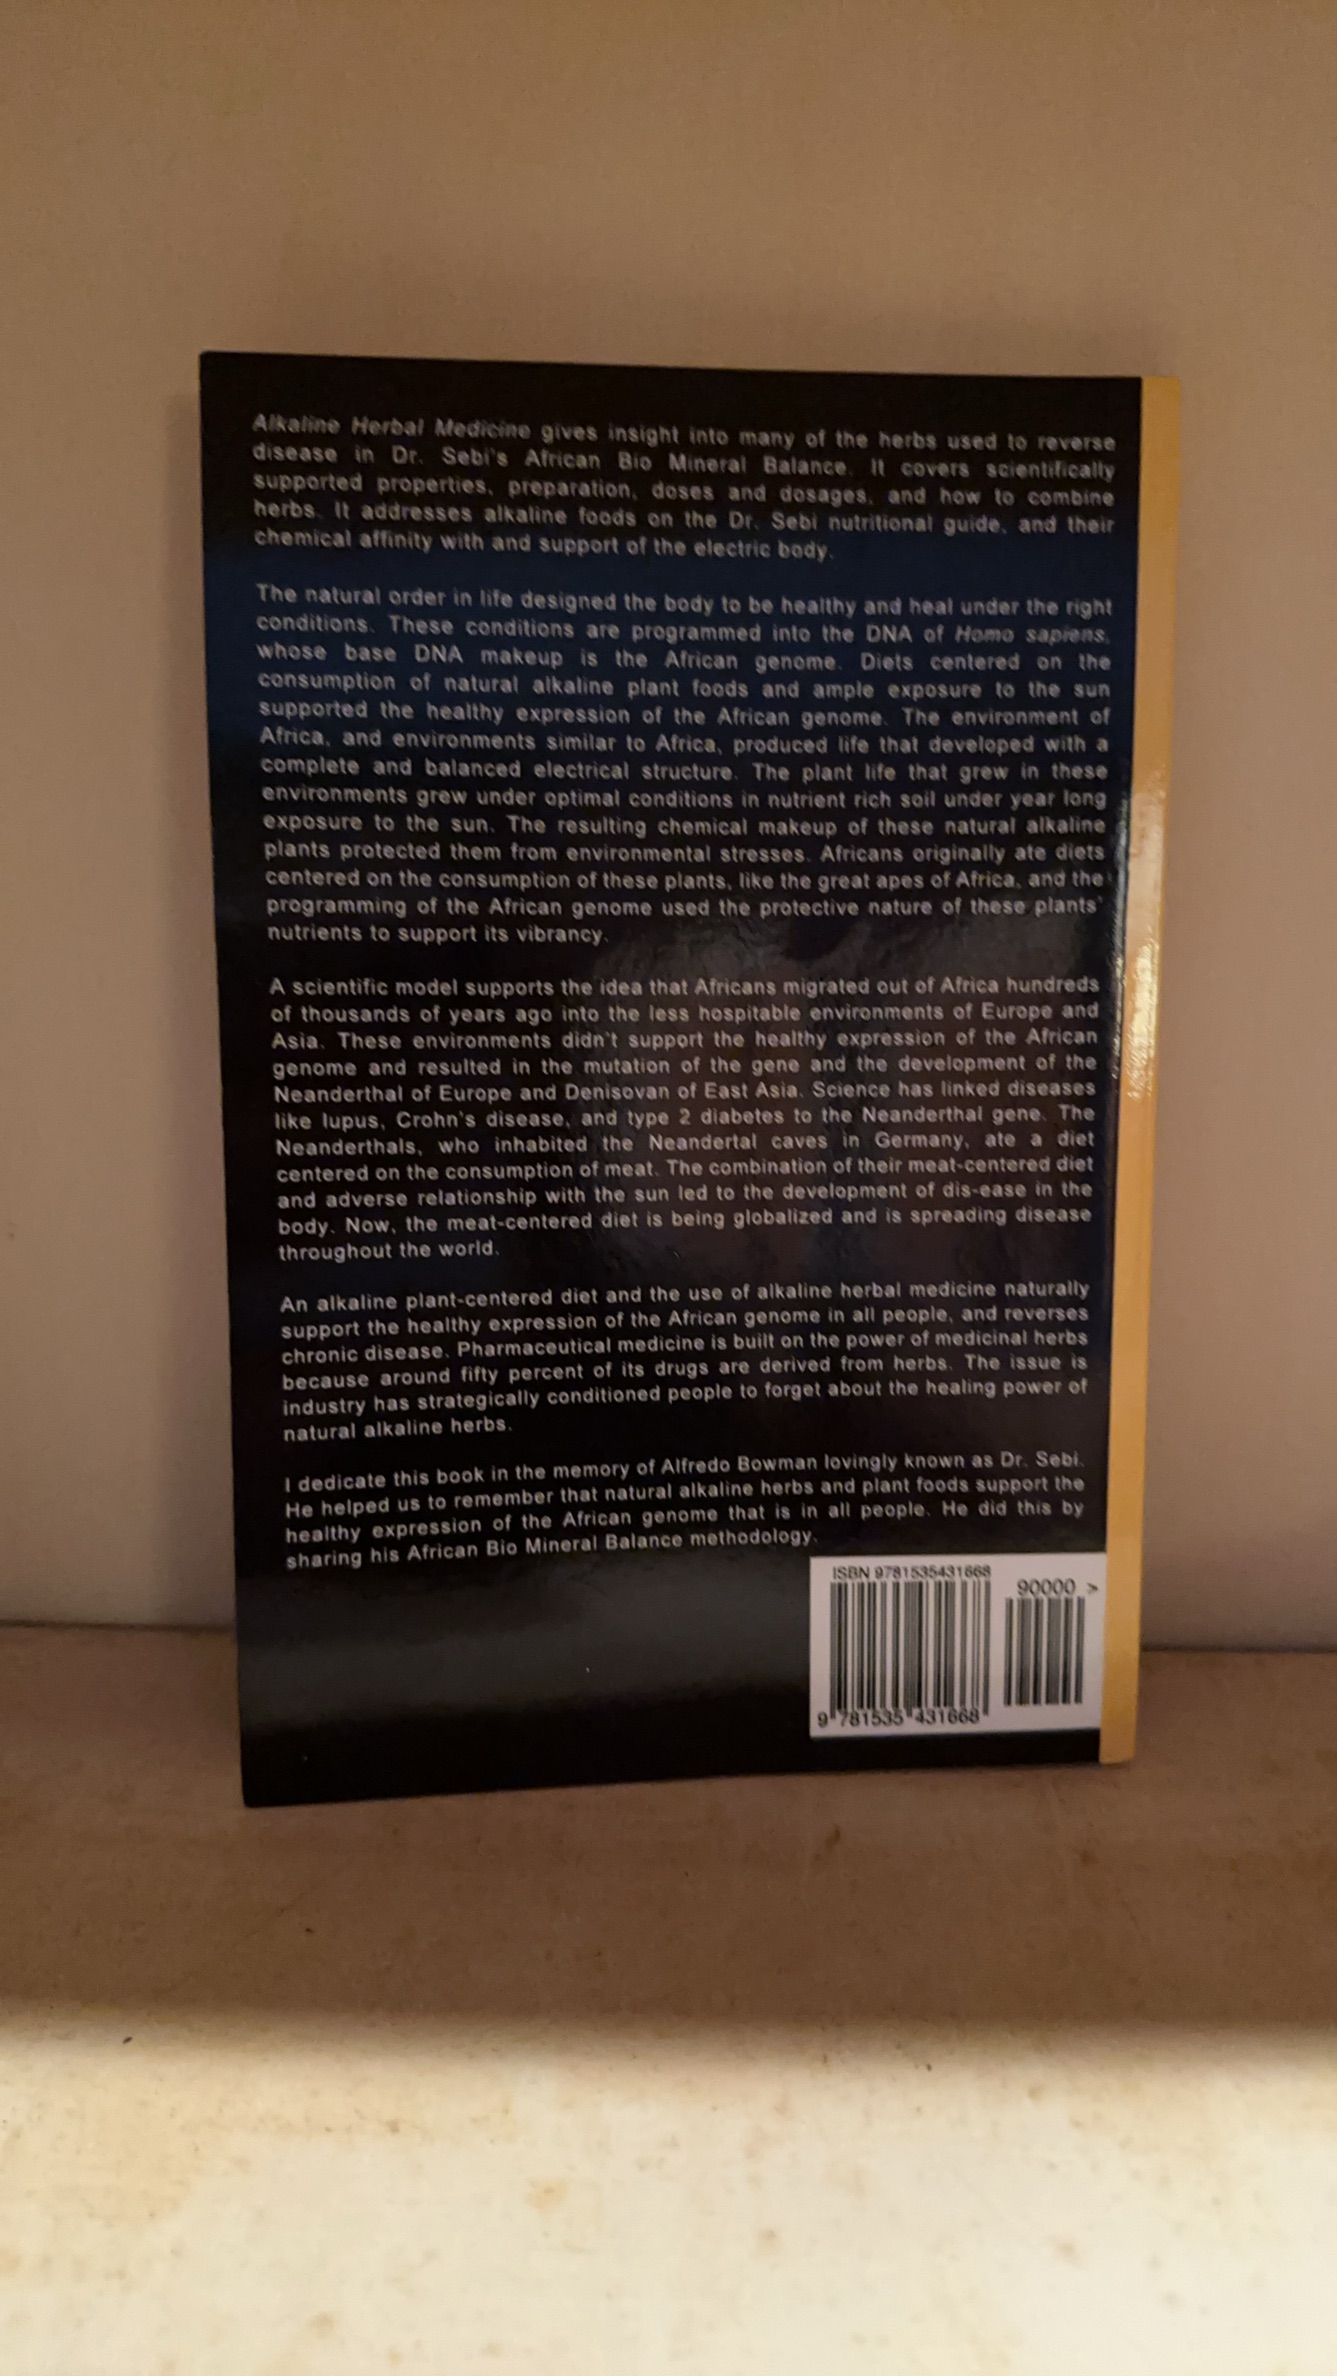 Alkaline Herbal Medicine gives insight into many of the herbs used to reverse
disease in Dr. Sebi's African Bio Mineral Balance. It covers scientifically
supported properties, preparation, doses and dosages, and how to combine
herbs. It addresses alkaline foods on the Dr. Sebi nutritional guide, and their
chemical affinity with and support of the electric body.
The natural order in life designed the body to be healthy and heal under the right
conditions. These conditions are programmed into the DNA of Homo sapiens,
whose base DNA makeup is the African genome. Diets centered on the
consumption of natural alkaline plant foods and ample exposure to the sun
supported the healthy expression of the African genome. The environment of
Africa, and environments similar to Africa, produced life that developed with a
complete and balanced electrical structure. The plant life that grew in these
environments grew under optimal conditions in nutrient rich soil under year long
exposure to the sun. The resulting chemical makeup of these natural alkaline
plants protected them from environmental stresses. Africans originally ate diets
centered on the consumption of these plants, like the great apes of Africa, and the
programming of the African genome used the protective nature of these plants'
nutrients to support its vibrancy.
A scientific model supports the idea that Africans migrated out of Africa hundreds
of thousands of years ago into the less hospitable environments of Europe and
Asia. These environments didn't support the healthy expression of the African
genome and resulted in the mutation of the gene and the development of the
Neanderthal of Europe and Denisovan of East Asia. Science has linked diseases
like lupus, Crohn's disease, and type 2 diabetes to the Neanderthal gene. The
Neanderthals, who inhabited the Neandertal caves in Germany, ate a diet
centered on the consumption of meat. The combination of their meat-centered diet
and adverse relationship with the sun led to the development of dis-ease in the
body. Now, the meat-centered diet is being globalized and is spreading disease
throughout the world.
An alkaline plant-centered diet and the use of alkaline herbal medicine naturally
support the healthy expression of the African genome in all people, and reverses
chronic disease. Pharmaceutical medicine is built on the power of medicinal herbs
because around fifty percent of its drugs are derived from herbs. The issue is
industry has strategically conditioned people to forget about the healing power of
natural alkaline herbs.
I dedicate this book in the memory of Alfredo Bowman lovingly known as Dr. Sebi.
He helped us to remember that natural alkaline herbs and plant foods support the
healthy expression of the African genome that is in all people. He did this by
sharing his African Bio Mineral Balance methodology.
ISBN 9781535431668
90000 >
9 781535 431668